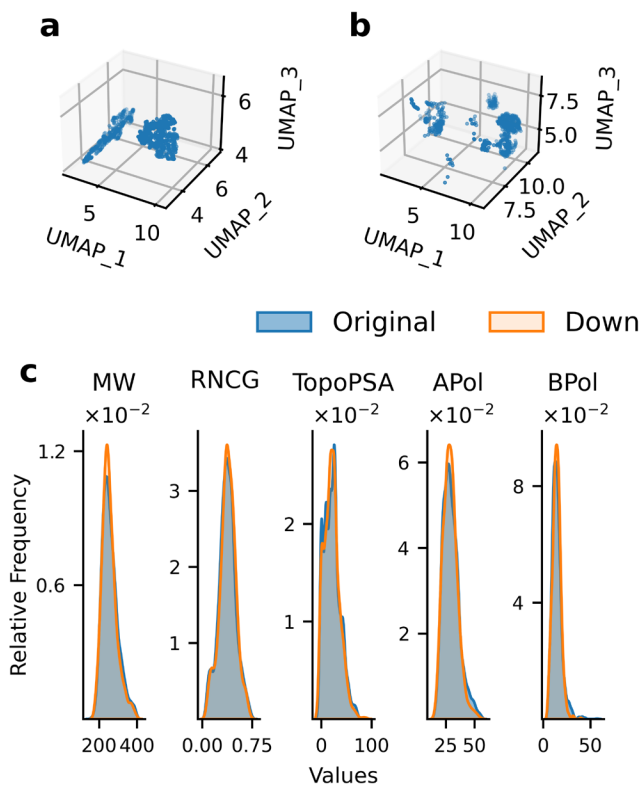 a
b
6
4
UMAP_3
6
4
UMAP_2
5
10
UMAP_1
7.5
5.0
UMAP_3
10.0
7.5
UMAP_2
5
10
UMAP_1
Original
Down
c
MW
RNCG
TopoPSA
APol
BPol
×10⁻²
×10⁻²
×10⁻²
×10⁻²
Relative Frequency
1.2
0.6
3
2
1
2
1
6
4
2
8
4
200 400
0.00 0.75
0 100
25 50
0 50
Values